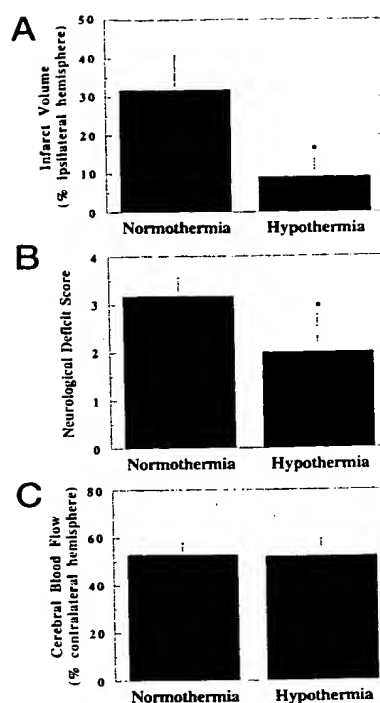 A
Infarct Volume
(% ipsilateral hemisphere)
50
40
30
20
10
0
Normothermia Hypothermia
B
Neurological Deficit Score
4
3
2
1
0
Normothermia Hypothermia
C
Cerebral Blood Flow
(% contralateral hemisphere)
80
60
40
20
0
Normothermia Hypothermia